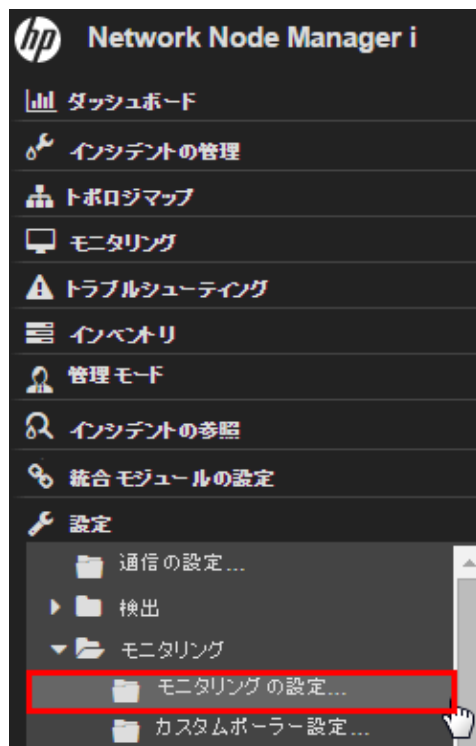 hp Network Node Manager i
ダッシュボード
インシデントの管理
トポロジマップ
モニタリング
トラブルシューティング
インベントリ
管理モード
インシデントの参照
統合モジュールの設定
設定
通信の設定...
検出
モニタリング
モニタリングの設定...
カスタムポーラー設定...